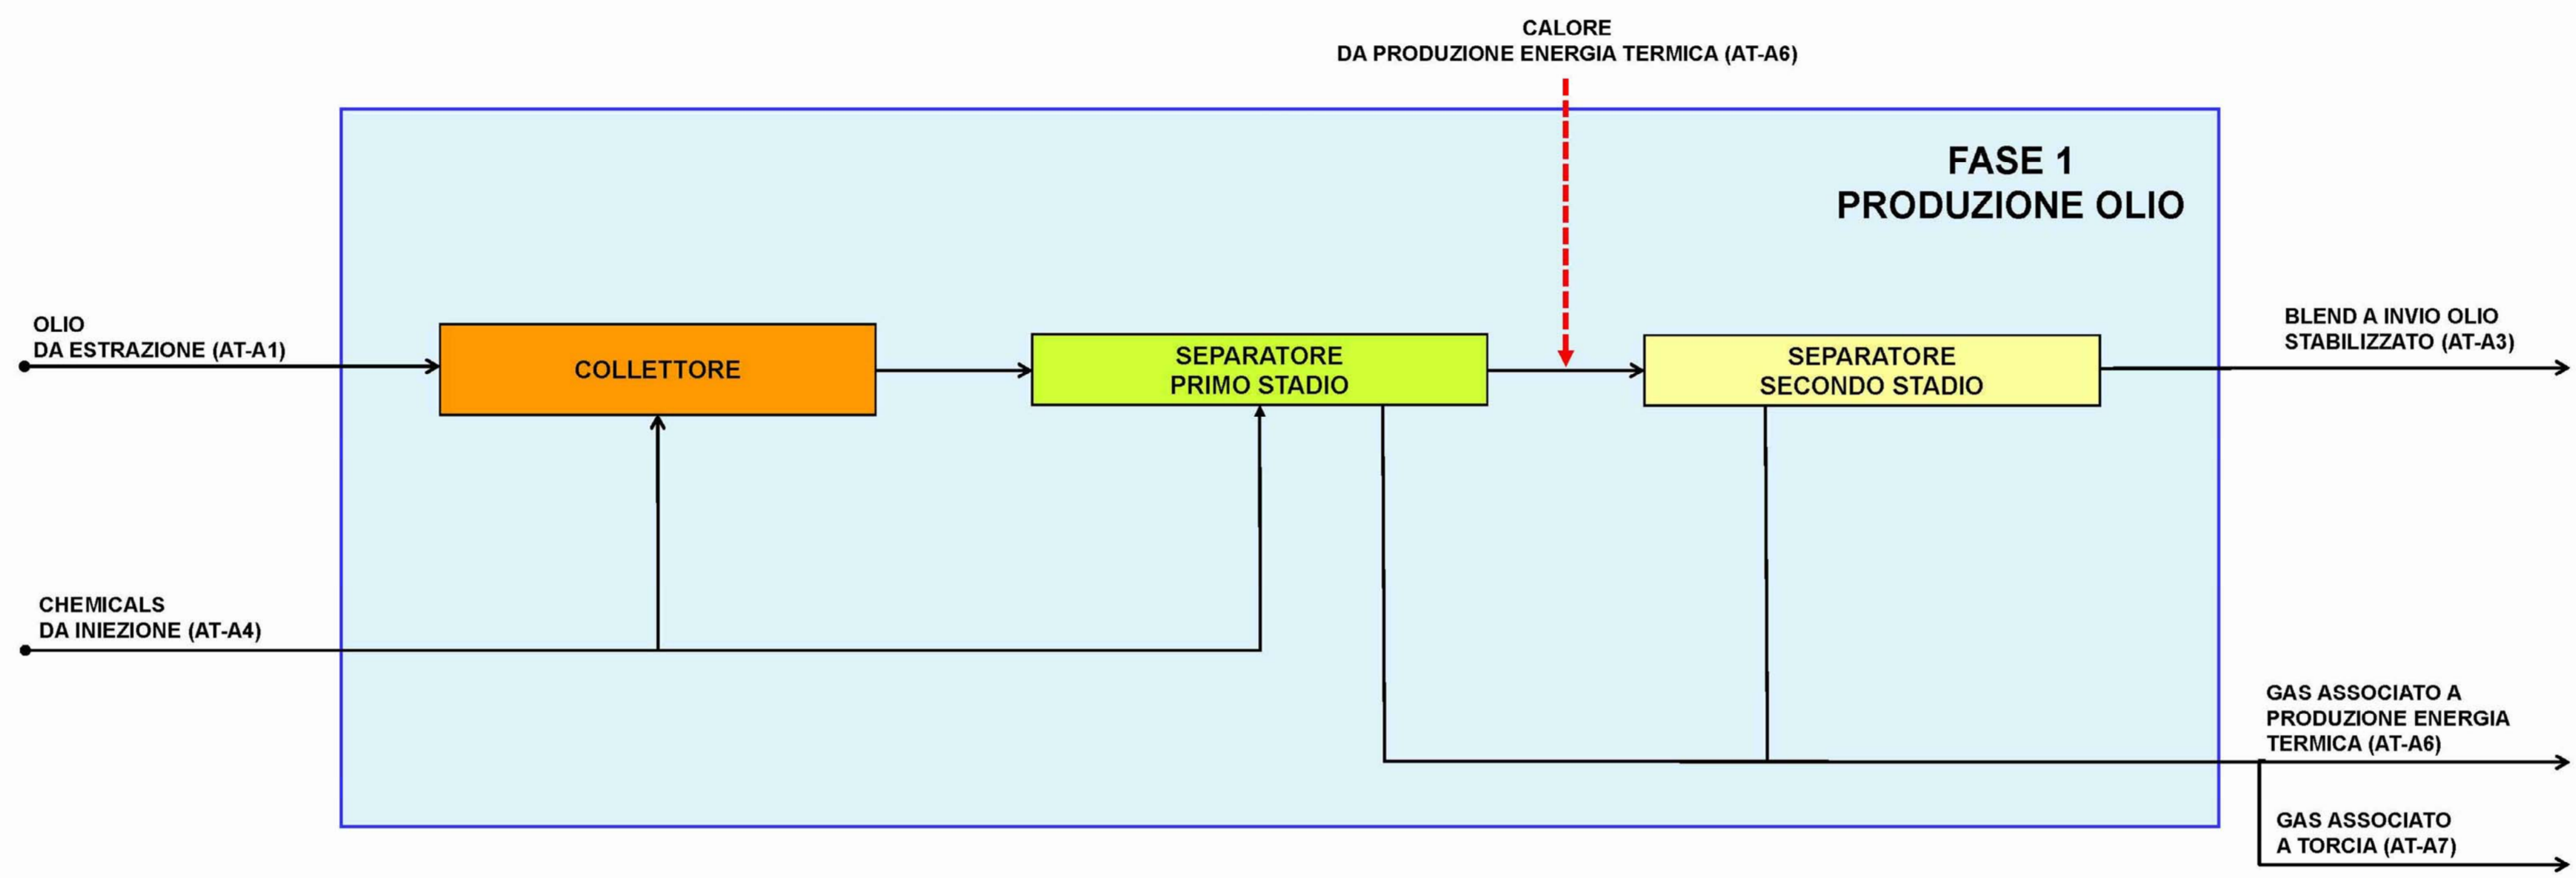 CALORE
DA PRODUZIONE ENERGIA TERMICA (AT-A6)
FASE 1
PRODUZIONE OLIO
OLIO
DA ESTRAZIONE (AT-A1)
COLLETTORE
SEPARATORE
PRIMO STADIO
SEPARATORE
SECONDO STADIO
BLEND A INVIO OLIO
STABILIZZATO (AT-A3)
CHEMICALS
DA INIEZIONE (AT-A4)
GAS ASSOCIATO A
PRODUZIONE ENERGIA
TERMICA (AT-A6)
GAS ASSOCIATO
A TORCIA (AT-A7)